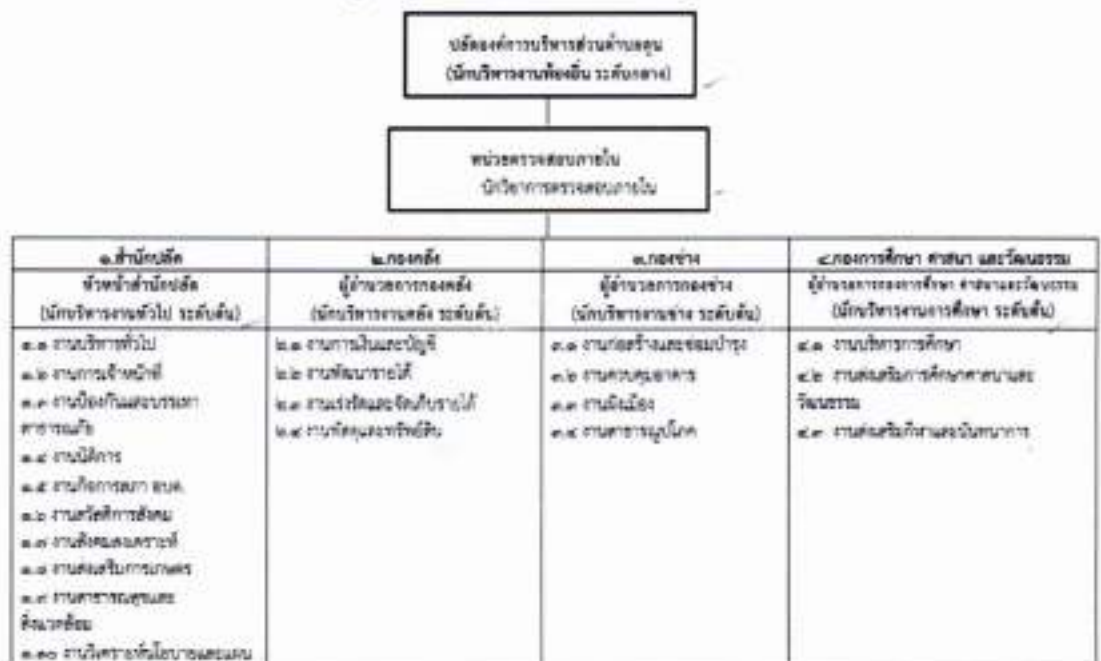 ปลัดองค์การบริหารส่วนตำบลคูน
(นักบริหารงานท้องถิ่น ระดับกลาง)
หน่วยตรวจสอบภายใน
นักวิชาการตรวจสอบภายใน
๑.สำนักปลัด
หัวหน้าสำนักปลัด
(นักบริหารงานทั่วไป ระดับต้น)
๑.๑ งานบริหารทั่วไป
๑.๒ งานการเจ้าหน้าที่
๑.๓ งานป้องกันและบรรเทา
สาธารณภัย
๑.๔ งานนิติการ
๑.๕ งานกิจการสภา อบต.
๑.๖ งานสวัสดิการสังคม
๑.๗ งานสังคมสงเคราะห์
๑.๘ งานส่งเสริมการเกษตร
๑.๙ งานสาธารณสุขและ
สิ่งแวดล้อม
๑.๑๐ งานวิเคราะห์นโยบายและแผน
๒.กองคลัง
ผู้อำนวยการกองคลัง
(นักบริหารงานคลัง ระดับต้น)
๒.๑ งานการเงินและบัญชี
๒.๒ งานพัฒนารายได้
๒.๓ งานเร่งรัดและจัดเก็บรายได้
๒.๔ งานพัสดุและทรัพย์สิน
๓.กองช่าง
ผู้อำนวยการกองช่าง
(นักบริหารงานช่าง ระดับต้น)
๓.๑ งานก่อสร้างและซ่อมบำรุง
๓.๒ งานควบคุมอาคาร
๓.๓ งานผังเมือง
๓.๔ งานสาธารณูปโภค
๔.กองการศึกษา ศาสนา และวัฒนธรรม
ผู้อำนวยการกองการศึกษา ศาสนาและวัฒนธรรม
(นักบริหารงานการศึกษา ระดับต้น)
๔.๑ งานบริหารการศึกษา
๔.๒ งานส่งเสริมการศึกษาศาสนาและ
วัฒนธรรม
๔.๓ งานส่งเสริมกีฬาและนันทนาการ